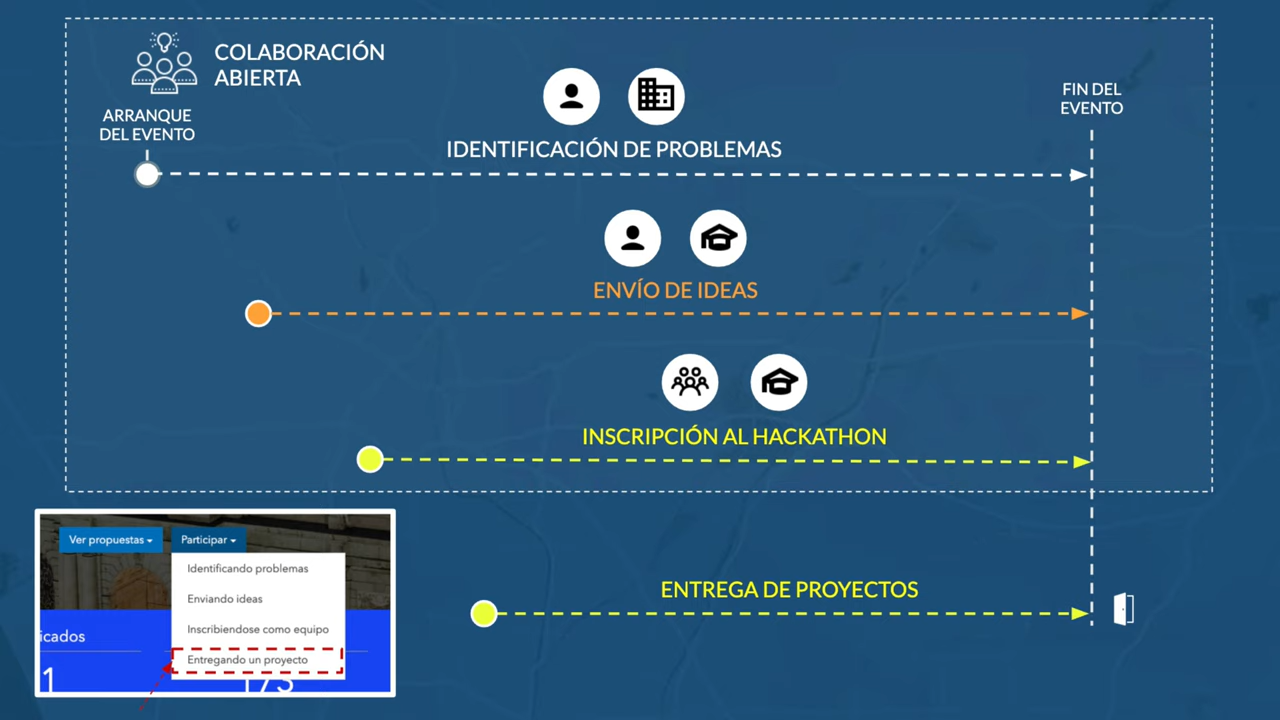 COLABORACIÓN
ABIERTA
ARRANQUE
DEL EVENTO
FIN DEL
EVENTO
IDENTIFICACIÓN DE PROBLEMAS
ENVÍO DE IDEAS
INSCRIPCIÓN AL HACKATHON
ENTREGA DE PROYECTOS
Ver propuestas
Participar
Identificando problemas
Enviando ideas
Inscribiendose como equipo
icados
Entregando un proyecto
1